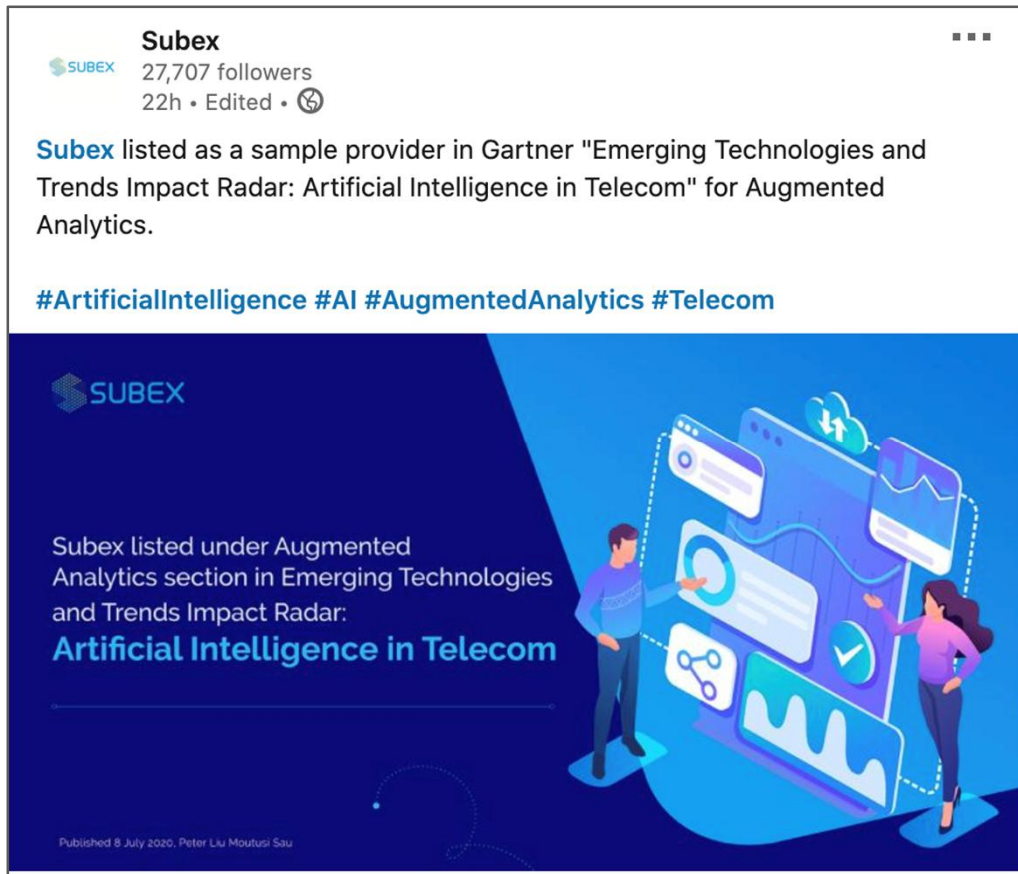 Subex
SUBEX
27,707 followers
22h • Edited •
Subex listed as a sample provider in Gartner "Emerging Technologies and
Trends Impact Radar: Artificial Intelligence in Telecom" for Augmented
Analytics.
#ArtificialIntelligence #AI #AugmentedAnalytics #Telecom
SUBEX
Subex listed under Augmented
Analytics section in Emerging Technologies
and Trends Impact Radar:
Artificial Intelligence in Telecom
Published 8 July 2020, Peter Liu Moutusi Sau